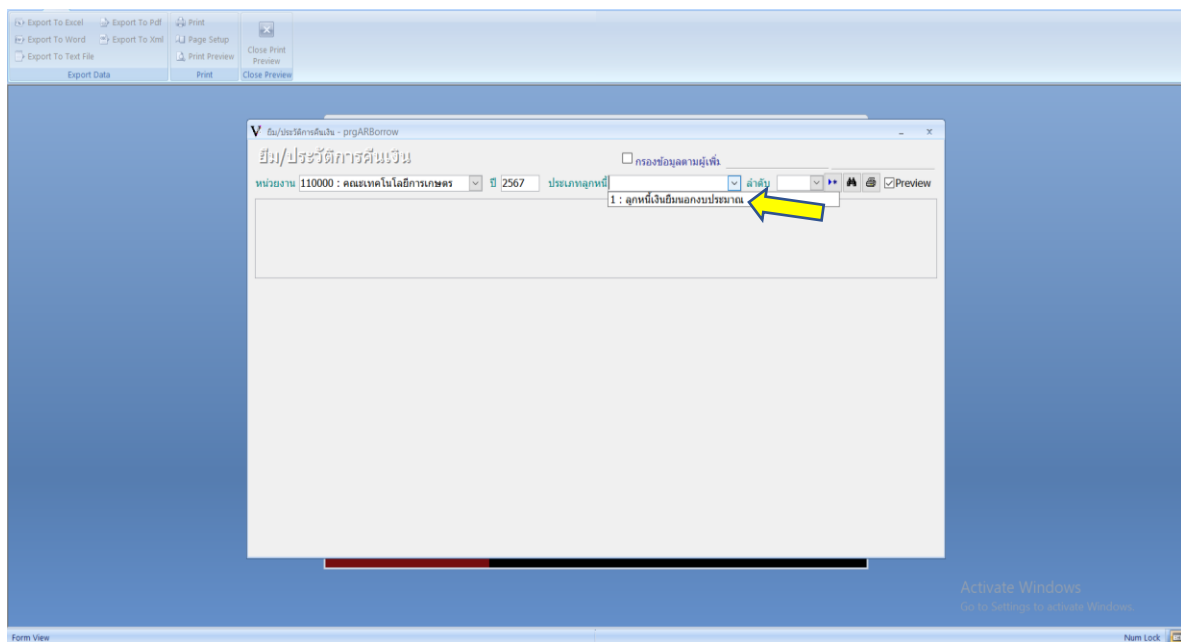 Export To Excel Export To Pdf Print
Export To Word Export To Xml Page Setup
Export To Text File Print Preview
Close Print Preview
Export Data Print Close Preview
ยืม/ประวัติการคืนเงิน - prgARBorrow
ยืม/ประวัติการคืนเงิน
กรองข้อมูลตามผู้เพิ่ม
หน่วยงาน 110000 : คณะเทคโนโลยีการเกษตร ปี 2567 ประเภทลูกหนี้ ลำดับ Preview
1 : ลูกหนี้เงินยืมนอกงบประมาณ
Activate Windows
Go to Settings to activate Windows.
Form View Num Lock